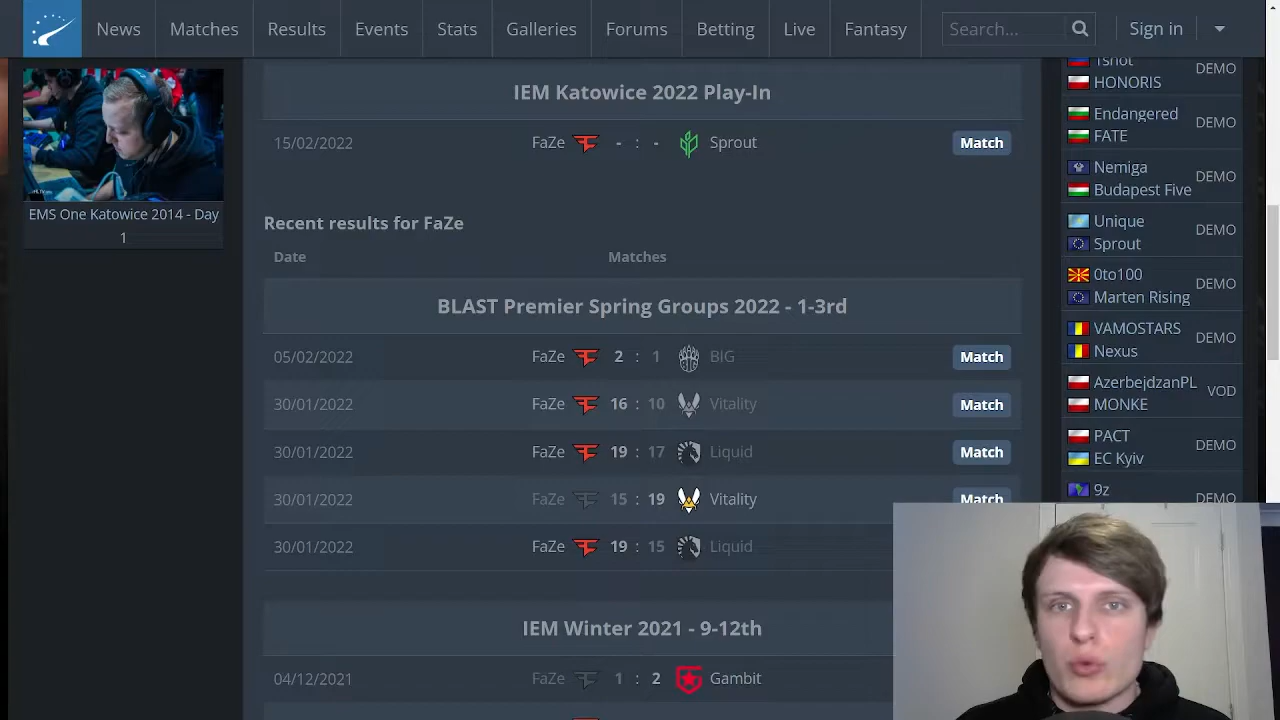 News
Matches
Results
Events
Stats
Galleries
Forums
Betting
Live
Fantasy
Search...
Sign in
EMS One Katowice 2014 - Day
1
IEM Katowice 2022 Play-In
15/02/2022 FaZe - : - Sprout Match
Recent results for FaZe
Date Matches
BLAST Premier Spring Groups 2022 - 1-3rd
05/02/2022 FaZe 2 : 1 BIG Match
30/01/2022 FaZe 16 : 10 Vitality Match
30/01/2022 FaZe 19 : 17 Liquid Match
30/01/2022 FaZe 15 : 19 Vitality Match
30/01/2022 FaZe 19 : 15 Liquid
IEM Winter 2021 - 9-12th
04/12/2021 FaZe 1 : 2 Gambit
HONORIS
DEMO
Endangered
FATE
DEMO
Nemiga
Budapest Five
DEMO
Unique
Sprout
DEMO
0to100
Marten Rising
DEMO
VAMOSTARS
Nexus
DEMO
AzerbejdzanPL
MONKE
VOD
PACT
EC Kyiv
DEMO
9z
DEMO